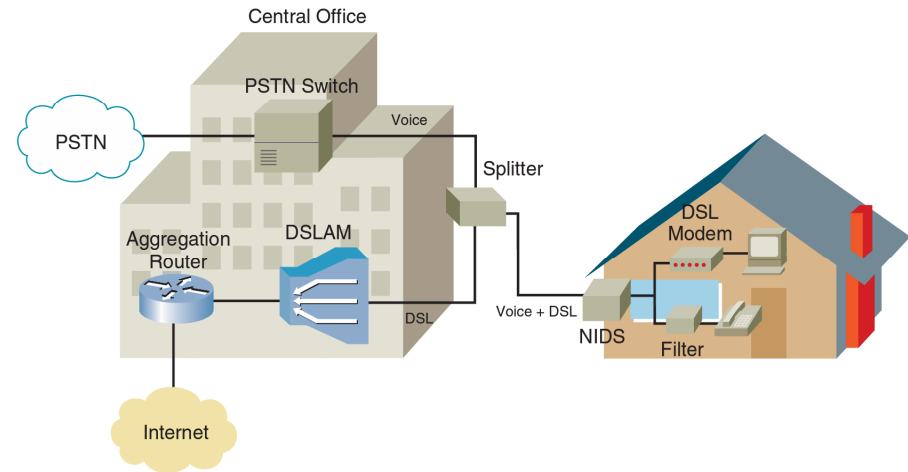 Central Office
PSTN Switch
Voice
PSTN
Splitter
DSL
Modem
Aggregation
Router
DSLAM
DSL
Voice + DSL
NIDS
Filter
Internet